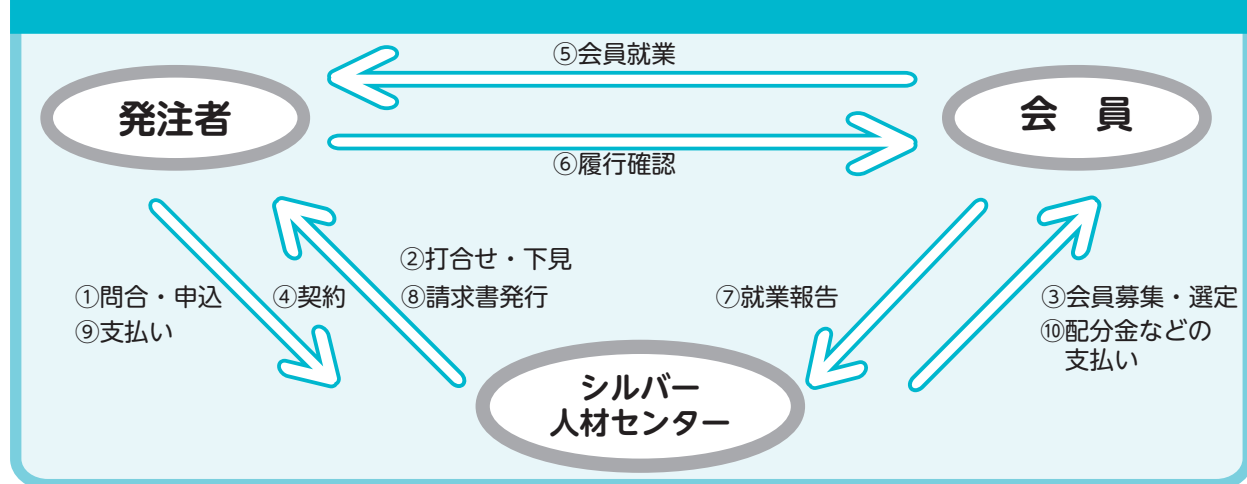 ⑤会員就業
発注者
会　員
⑥履行確認
②打合せ・下見
①問合・申込
④契約
⑧請求書発行
⑦就業報告
③会員募集・選定
⑨支払い
⑩配分金などの
支払い
シルバー
人材センター